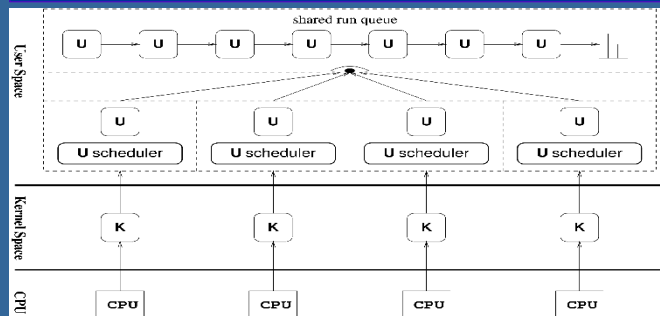 shared run queue
U U U U U U U
User Space
U U U U
U scheduler U scheduler U scheduler U scheduler
Kernel Space
K K K K
CPU
CPU CPU CPU CPU